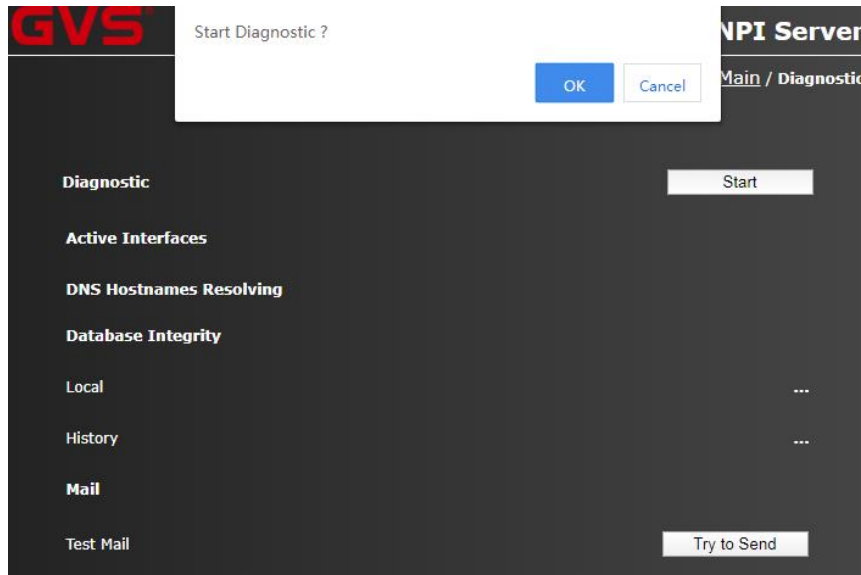 GVS
Start Diagnostic ?
OK
Cancel
NPI Server
Main / Diagnostic
Diagnostic
Start
Active Interfaces
DNS Hostnames Resolving
Database Integrity
Local
...
History
...
Mail
Test Mail
Try to Send